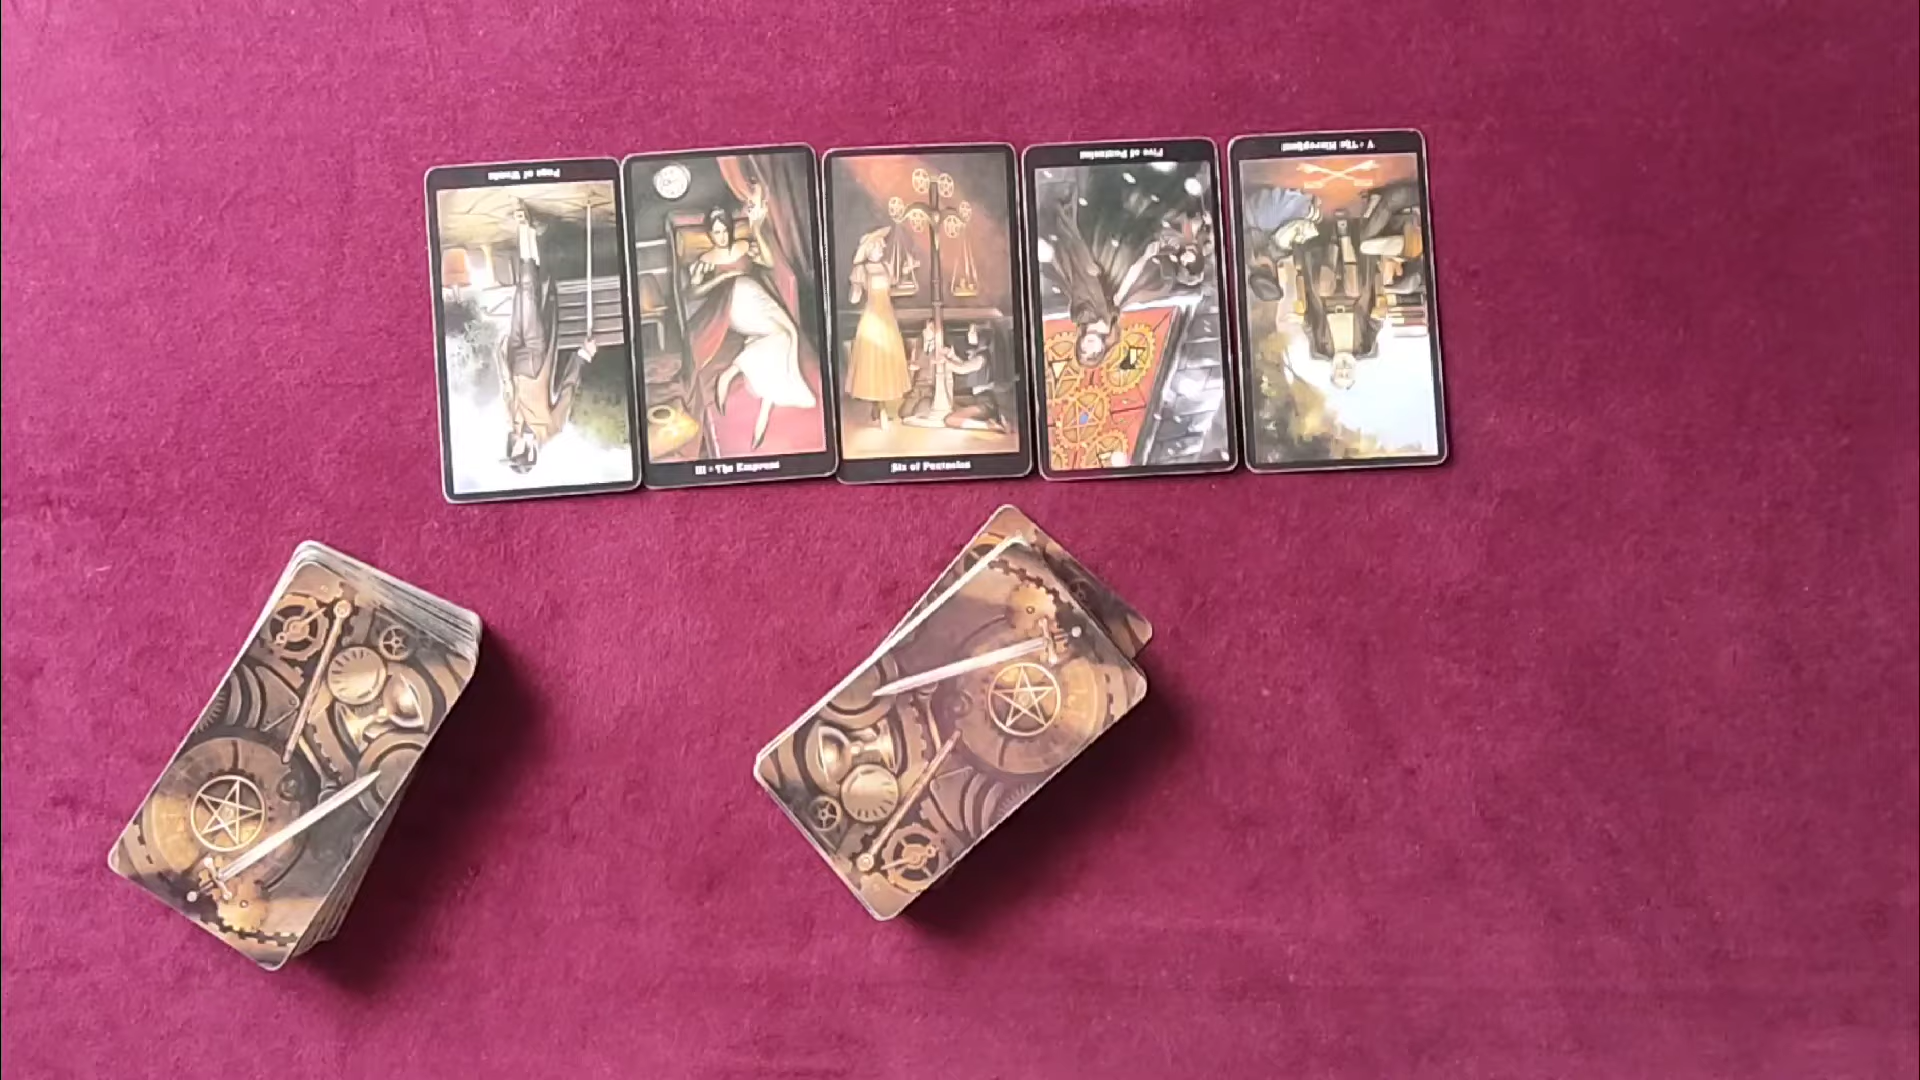 Page of Wands
III • The Empress
Six of Pentacles
Five of Pentacles
V • The Hierophant